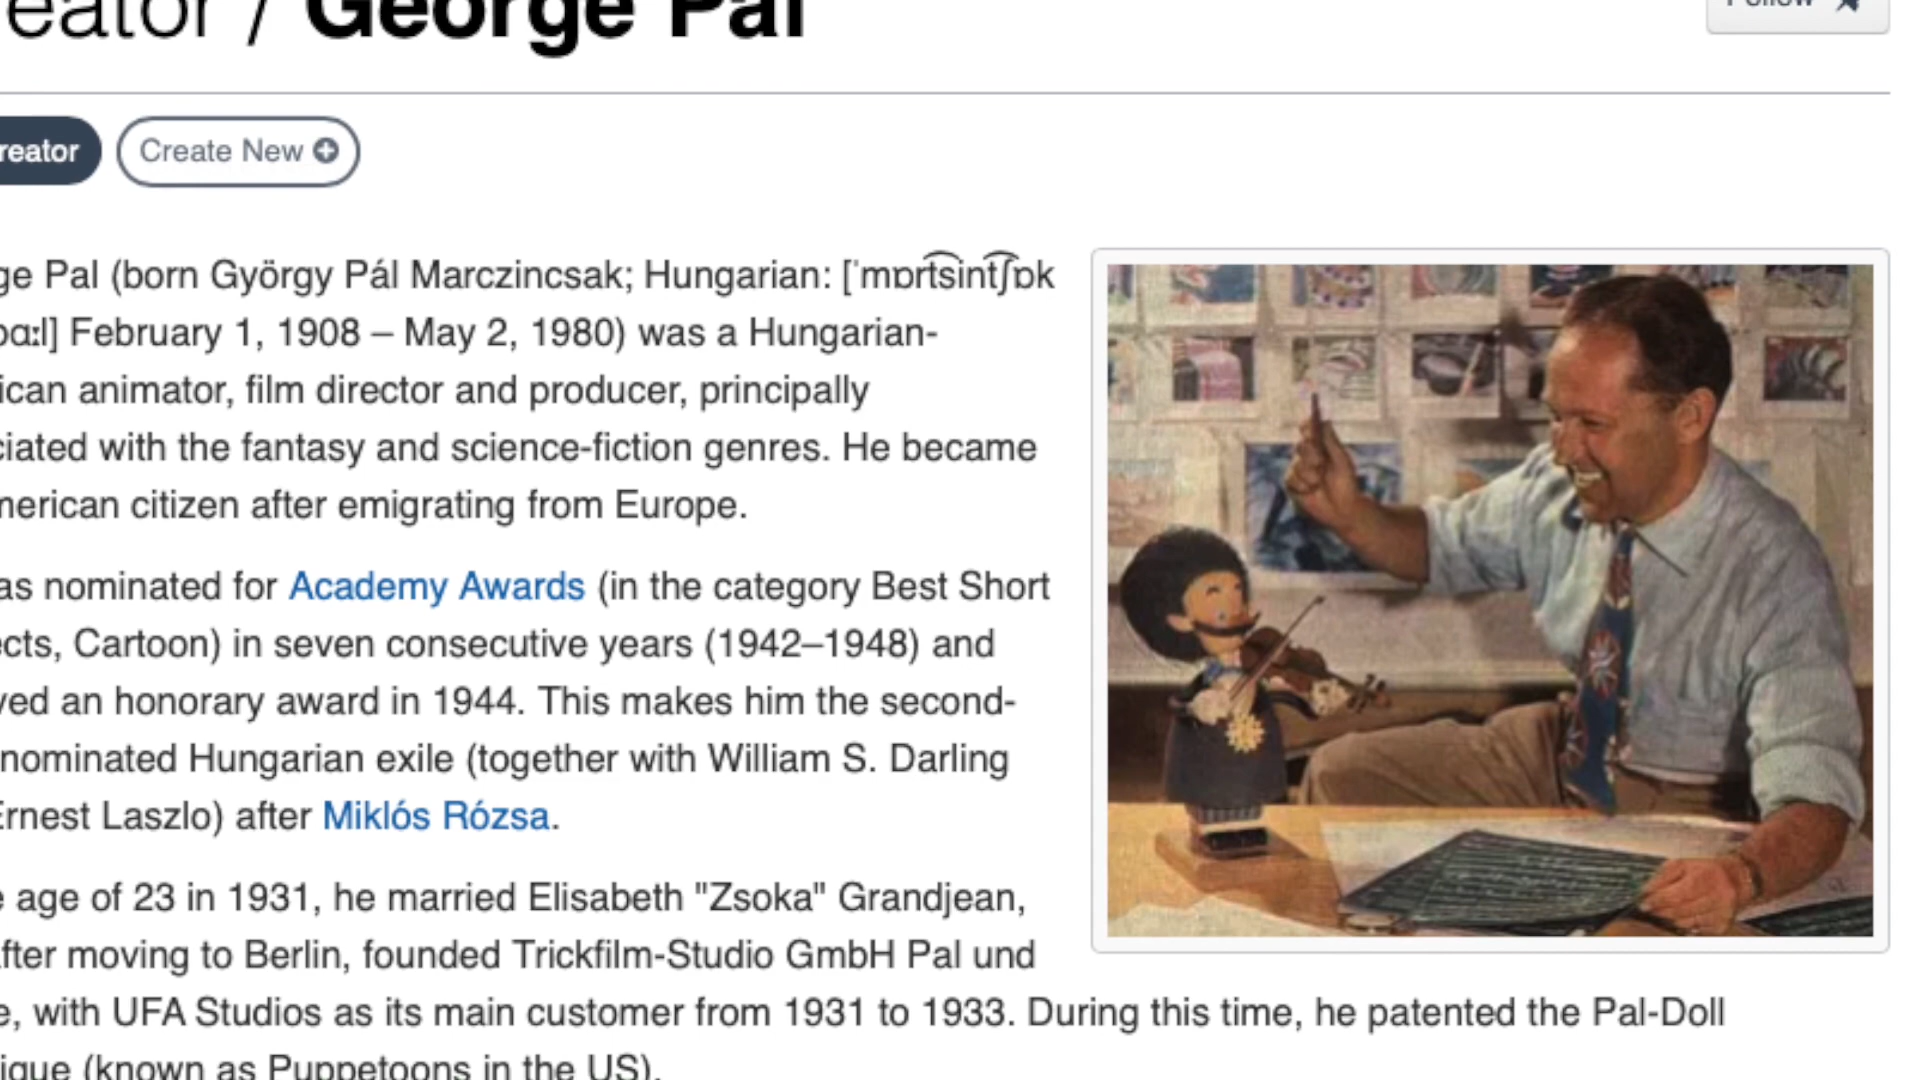 eator / George Pal
Follow
reator
Create New
ge Pal (born György Pál Marczincsak; Hungarian: [ˈmɒrt͡sint͡ʃɒk
paːl] February 1, 1908 – May 2, 1980) was a Hungarian-
ican animator, film director and producer, principally
ciated with the fantasy and science-fiction genres. He became
merican citizen after emigrating from Europe.
as nominated for Academy Awards (in the category Best Short
ects, Cartoon) in seven consecutive years (1942–1948) and
ved an honorary award in 1944. This makes him the second-
nominated Hungarian exile (together with William S. Darling
Ernest Laszlo) after Miklós Rózsa.
e age of 23 in 1931, he married Elisabeth "Zsoka" Grandjean,
after moving to Berlin, founded Trickfilm-Studio GmbH Pal und
e, with UFA Studios as its main customer from 1931 to 1933. During this time, he patented the Pal-Doll
ique (known as Puppetoons in the US).